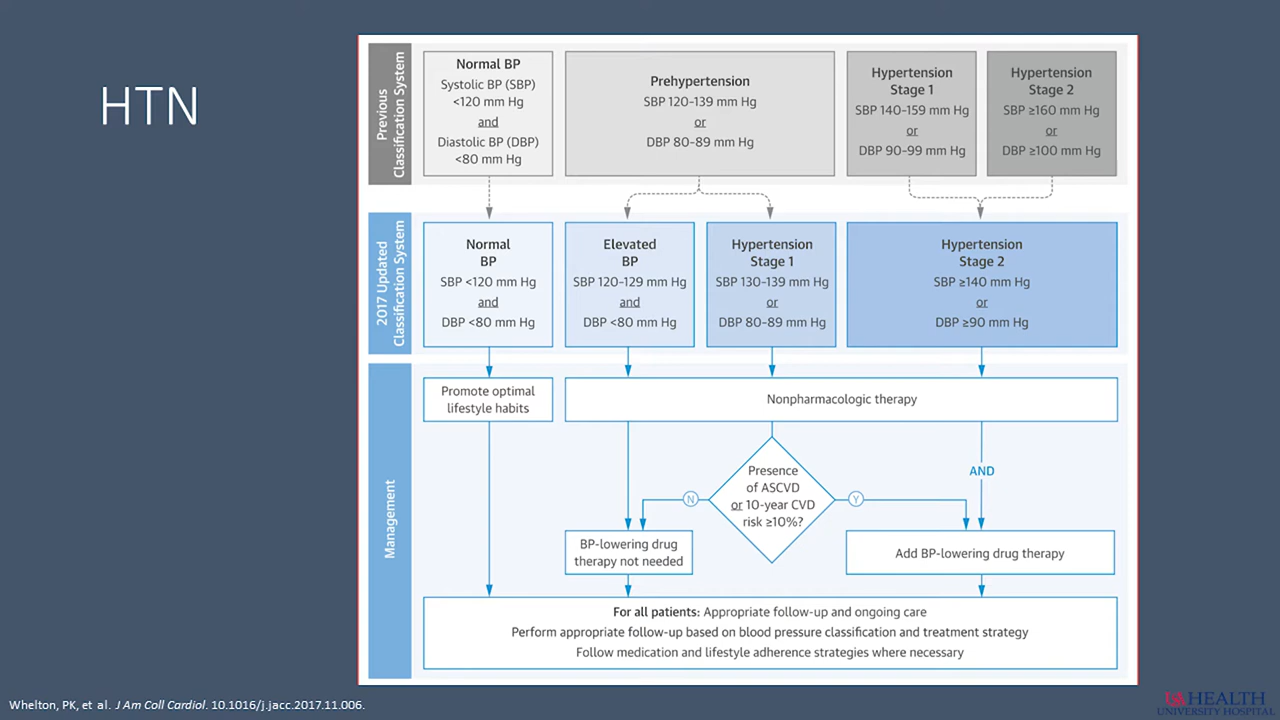 HTN
Previous
Classification System
Normal BP
Systolic BP (SBP)
<120 mm Hg
and
Diastolic BP (DBP)
<80 mm Hg
Prehypertension
SBP 120-139 mm Hg
or
DBP 80-89 mm Hg
Hypertension
Stage 1
SBP 140-159 mm Hg
or
DBP 90-99 mm Hg
Hypertension
Stage 2
SBP ≥160 mm Hg
or
DBP ≥100 mm Hg
2017 Updated
Classification System
Normal
BP
SBP <120 mm Hg
and
DBP <80 mm Hg
Elevated
BP
SBP 120-129 mm Hg
and
DBP <80 mm Hg
Hypertension
Stage 1
SBP 130-139 mm Hg
or
DBP 80-89 mm Hg
Hypertension
Stage 2
SBP ≥140 mm Hg
or
DBP ≥90 mm Hg
Management
Promote optimal
lifestyle habits
Nonpharmacologic therapy
Presence
of ASCVD
or 10-year CVD
risk ≥10%?
N
Y
AND
BP-lowering drug
therapy not needed
Add BP-lowering drug therapy
For all patients: Appropriate follow-up and ongoing care
Perform appropriate follow-up based on blood pressure classification and treatment strategy
Follow medication and lifestyle adherence strategies where necessary
Whelton, PK, et al. J Am Coll Cardiol. 10.1016/j.jacc.2017.11.006.
USA HEALTH
UNIVERSITY HOSPITAL